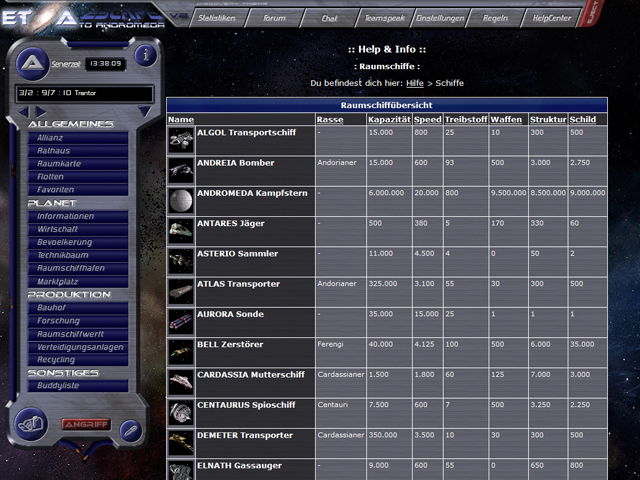 ETOA
TO ANDROMEDA
Statistiken Forum Chat Teamspeak Einstellungen Regeln HelpCenter EJECT
A Serverzeit: 13:38:09 i
3/2 : 9/7 : 10 Trantor
ALLGEMEINES
Allianz
Rathaus
Raumkarte
Flotten
Favoriten
PLANET
Informationen
Wirtschaft
Bevoelkerung
Technikbaum
Raumschiffhafen
Marktplatz
PRODUKTION
Bauhof
Forschung
Raumschiffwerft
Verteidigungsanlagen
Recycling
SONSTIGES
Buddyliste
ANGRIFF
:: Help & Info ::
: Raumschiffe :
Du befindest dich hier: Hilfe > Schiffe
Raumschiffübersicht
Name Rasse Kapazität Speed Treibstoff Waffen Struktur Schild
ALGOL Transportschiff - 15.000 800 25 10 300 500
ANDREIA Bomber Andorianer 15.000 600 93 500 3.000 2.750
ANDROMEDA Kampfstern - 6.000.000 20.000 800 9.500.000 8.500.000 9.000.000
ANTARES Jäger - 500 380 5 170 330 60
ASTERIO Sammler - 11.000 4.500 4 0 50 2
ATLAS Transporter Andorianer 325.000 3.100 55 30 300 500
AURORA Sonde - 35.000 15.000 25 1 1 1
BELL Zerstörer Ferengi 40.000 4.125 100 500 6.000 35.000
CARDASSIA Mutterschiff Cardassianer 1.500 1.800 60 125 7.000 3.000
CENTAURUS Spioschiff Centauri 7.500 600 7 500 3.250 2.250
DEMETER Transporter Cardassianer 350.000 3.500 10 30 300 500
ELNATH Gassauger - 9.000 600 55 0 650 800